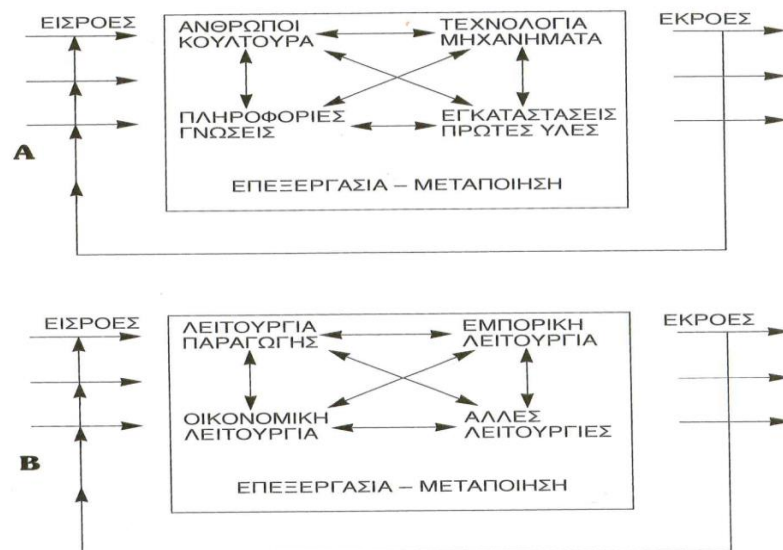 ΕΙΣΡΟΕΣ
ΑΝΘΡΩΠΟΙ
ΚΟΥΛΤΟΥΡΑ
ΤΕΧΝΟΛΟΓΙΑ
ΜΗΧΑΝΗΜΑΤΑ
ΕΚΡΟΕΣ
ΠΛΗΡΟΦΟΡΙΕΣ
ΓΝΩΣΕΙΣ
ΕΓΚΑΤΑΣΤΑΣΕΙΣ
ΠΡΩΤΕΣ ΥΛΕΣ
Α
ΕΠΕΞΕΡΓΑΣΙΑ – ΜΕΤΑΠΟΙΗΣΗ
ΕΙΣΡΟΕΣ
ΛΕΙΤΟΥΡΓΙΑ
ΠΑΡΑΓΩΓΗΣ
ΕΜΠΟΡΙΚΗ
ΛΕΙΤΟΥΡΓΙΑ
ΕΚΡΟΕΣ
ΟΙΚΟΝΟΜΙΚΗ
ΛΕΙΤΟΥΡΓΙΑ
ΑΛΛΕΣ
ΛΕΙΤΟΥΡΓΙΕΣ
Β
ΕΠΕΞΕΡΓΑΣΙΑ – ΜΕΤΑΠΟΙΗΣΗ